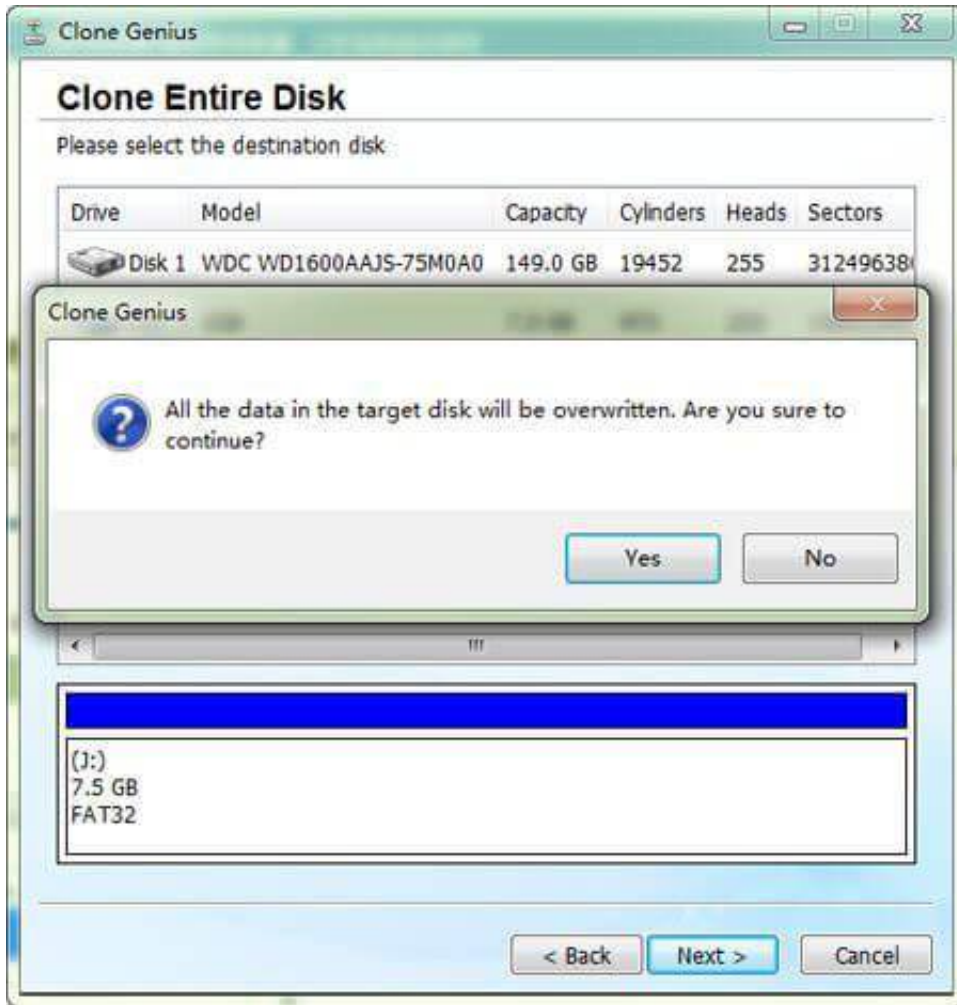 Clone Genius
Clone Entire Disk
Please select the destination disk
Drive Model Capacity Cylinders Heads Sectors
Disk 1 WDC WD1600AAJS-75M0A0 149.0 GB 19452 255
Clone Genius
All the data in the target disk will be overwritten. Are you sure to
continue?
Yes No
(J:)
7.5 GB
FAT32
< Back Next > Cancel